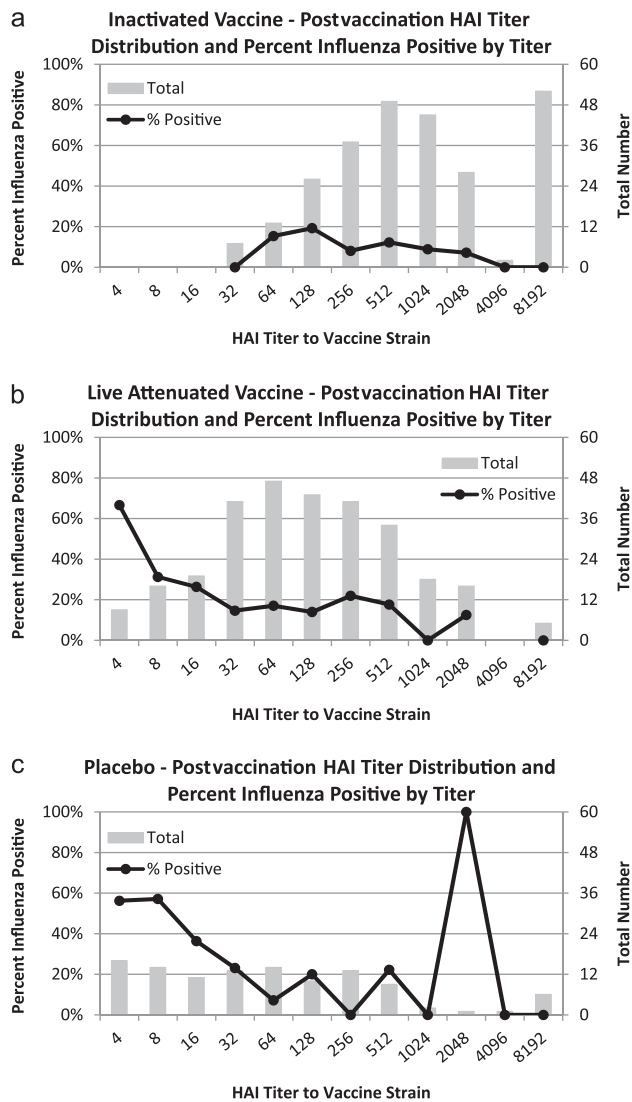 a
Inactivated Vaccine - Postvaccination HAI Titer
Distribution and Percent Influenza Positive by Titer
Percent Influenza Positive
100%
80%
60%
40%
20%
0%
Total
% Positive
60
48
36
24
12
0
Total Number
4 8 16 32 64 128 256 512 1024 2048 4096 8192
HAI Titer to Vaccine Strain
b
Live Attenuated Vaccine - Postvaccination HAI Titer
Distribution and Percent Influenza Positive by Titer
Percent Influenza Positive
100%
80%
60%
40%
20%
0%
Total
% Positive
60
48
36
24
12
0
Total Number
4 8 16 32 64 128 256 512 1024 2048 4096 8192
HAI Titer to Vaccine Strain
c
Placebo - Postvaccination HAI Titer Distribution and
Percent Influenza Positive by Titer
Percent Influenza Positive
100%
80%
60%
40%
20%
0%
Total
% Positive
60
48
36
24
12
0
Total Number
4 8 16 32 64 128 256 512 1024 2048 4096 8192
HAI Titer to Vaccine Strain